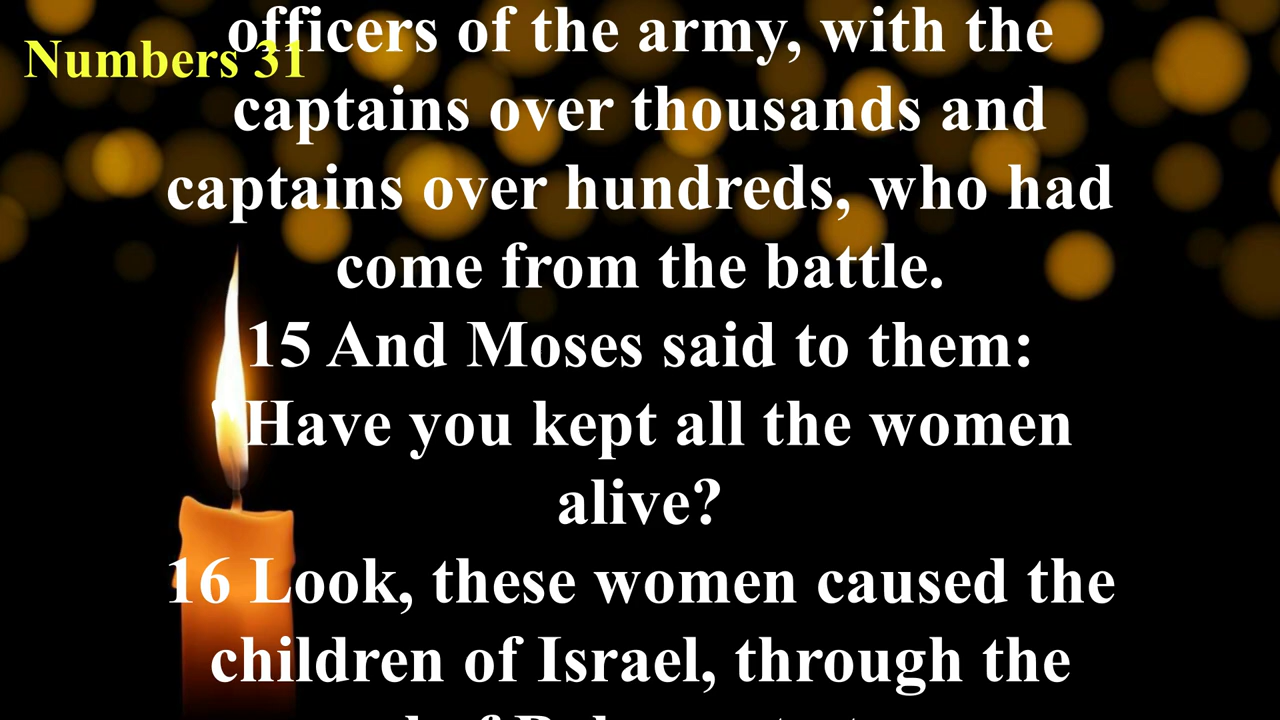 Numbers 31
officers of the army, with the
captains over thousands and
captains over hundreds, who had
come from the battle.
15 And Moses said to them:
Have you kept all the women
alive?
16 Look, these women caused the
children of Israel, through the